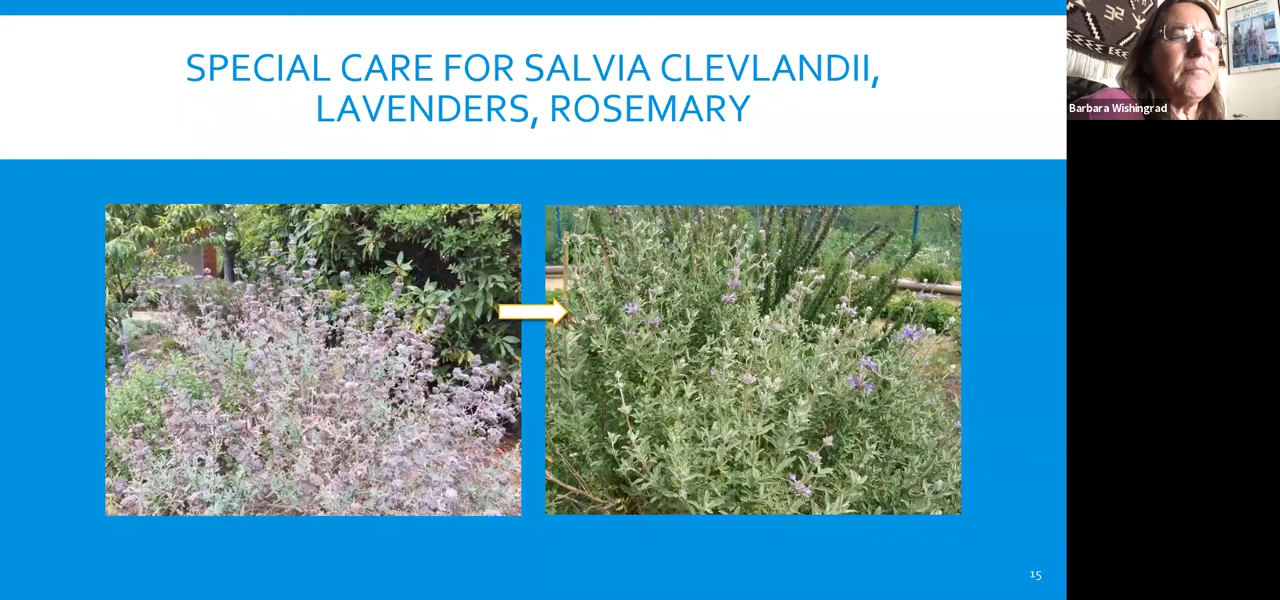 SPECIAL CARE FOR SALVIA CLEVLANDII,
LAVENDERS, ROSEMARY
Barbara Wishingrad
15